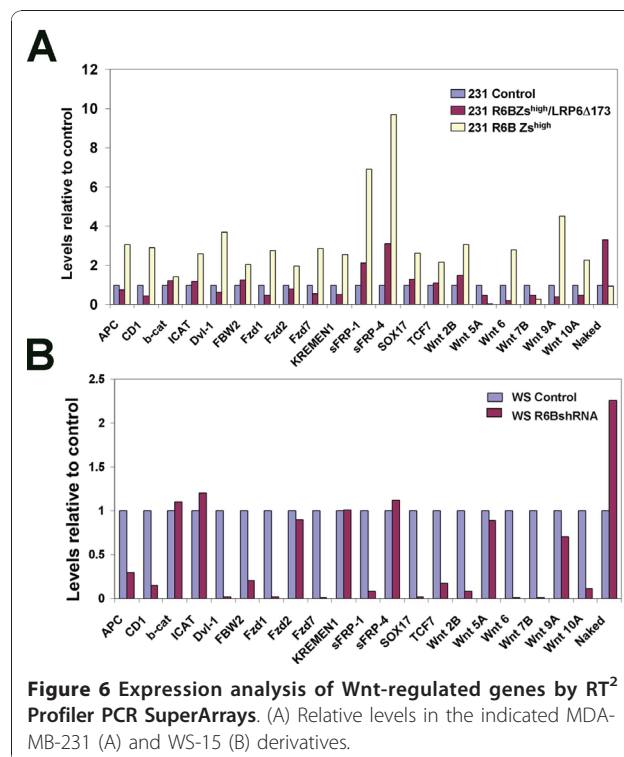 A
Levels relative to control
12
10
8
6
4
2
0
231 Control
231 R6BZs^high/LRP6Δ173
231 R6B Zs^high
APC
CD1
b-cat
ICAT
Dvl-1
FBW2
Fzd1
Fzd2
Fzd7
KREMEN1
sFRP-1
sFRP-4
SOX17
TCF7
Wnt 2B
Wnt 5A
Wnt 6
Wnt 7B
Wnt 9A
Wnt 10A
Naked
B
Levels relative to control
2.5
2
1.5
1
0.5
0
WS Control
WS R6BshRNA
APC
CD1
b-cat
ICAT
Dvl-1
FBW2
Fzd1
Fzd2
Fzd7
KREMEN1
sFRP-1
sFRP-4
SOX17
TCF7
Wnt 2B
Wnt 5A
Wnt 6
Wnt 7B
Wnt 9A
Wnt 10A
Naked
Figure 6 Expression analysis of Wnt-regulated genes by RT²
Profiler PCR SuperArrays. (A) Relative levels in the indicated MDA-
MB-231 (A) and WS-15 (B) derivatives.